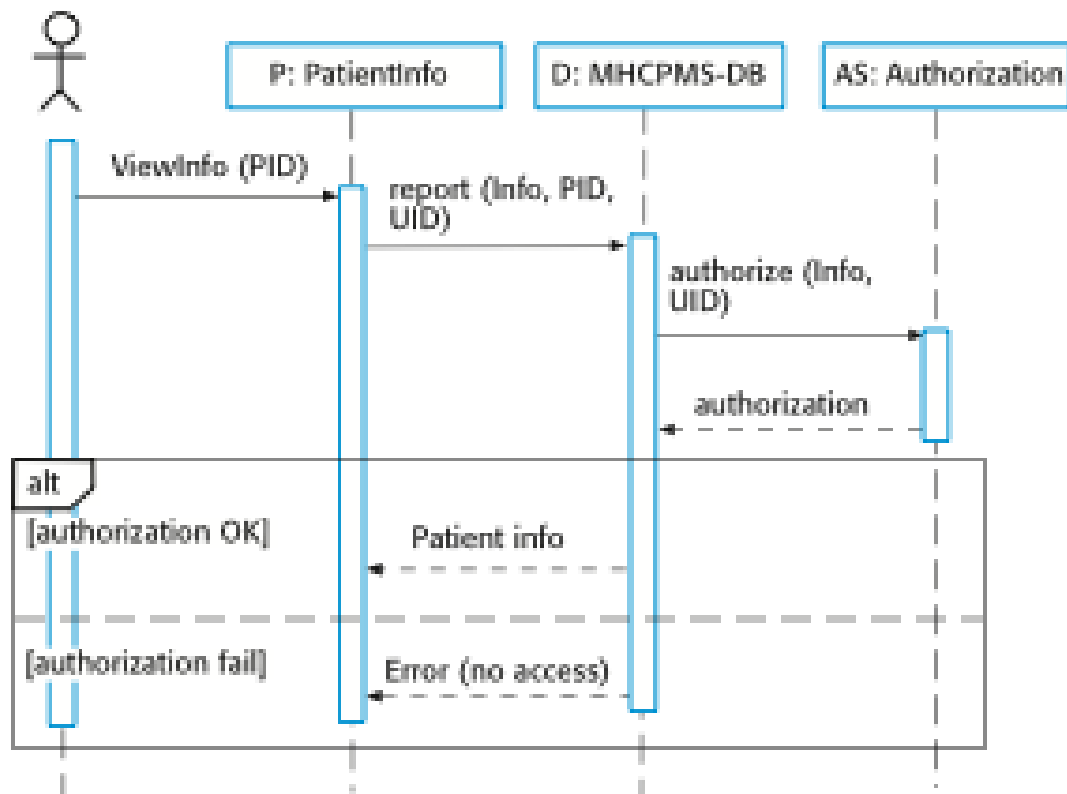 P: PatientInfo
D: MHCPMS-DB
AS: Authorization
ViewInfo (PID)
report (Info, PID,
UID)
authorize (Info,
UID)
authorization
alt
[authorization OK]
Patient info
[authorization fail]
Error (no access)